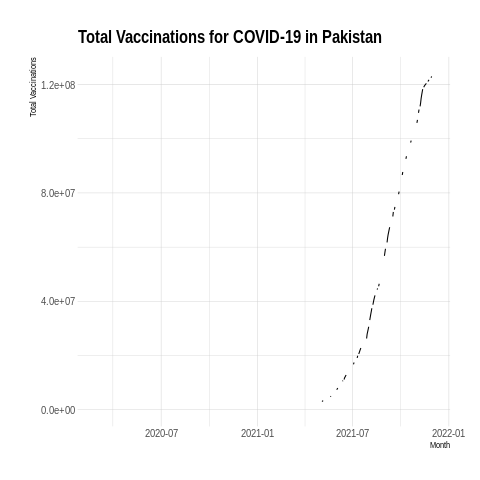 Total Vaccinations for COVID-19 in Pakistan
Total Vaccinations
1.2e+08
8.0e+07
4.0e+07
0.0e+00
2020-07 2021-01 2021-07 2022-01
Month